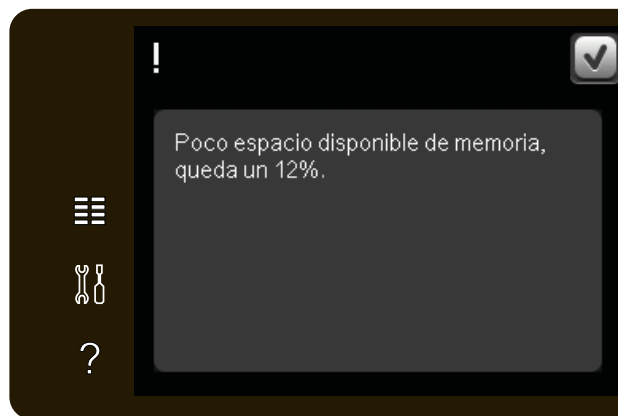 !
Poco espacio disponible de memoria,
queda un 12%.
?